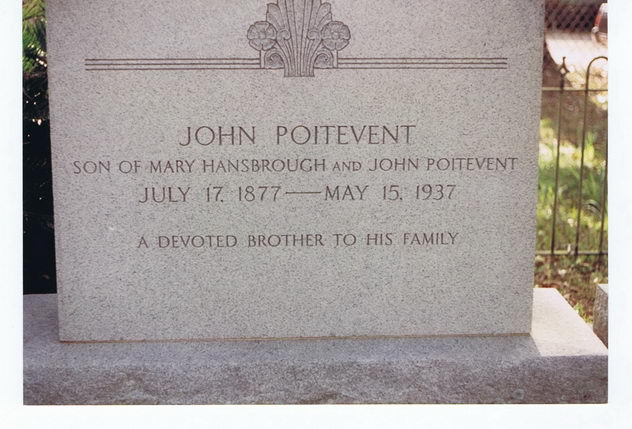 JOHN POITEVENT
SON OF MARY HANSBROUGH AND JOHN POITEVENT
JULY 17, 1877 — MAY 15, 1937
A DEVOTED BROTHER TO HIS FAMILY